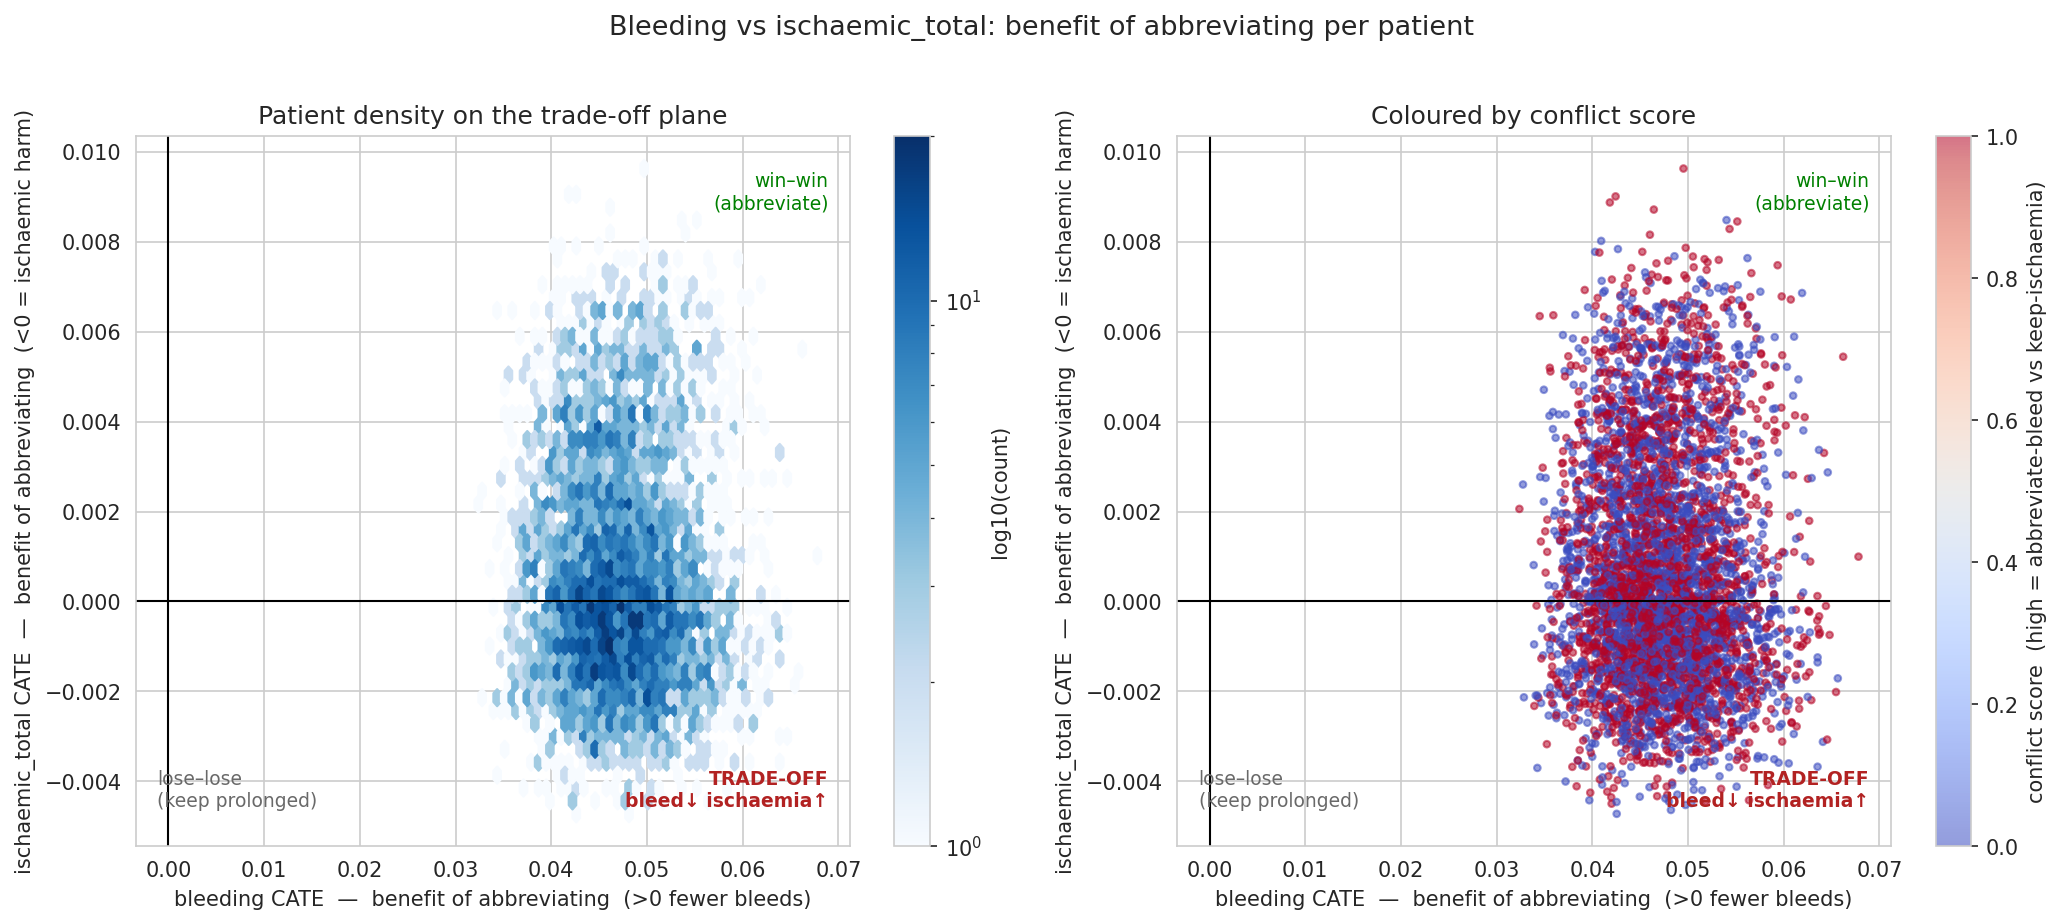 Bleeding vs ischaemic_total: benefit of abbreviating per patient
Patient density on the trade-off plane
ischaemic_total CATE — benefit of abbreviating (<0 = ischaemic harm)
0.010
0.008
0.006
0.004
0.002
0.000
−0.002
−0.004
win–win
(abbreviate)
lose–lose
(keep prolonged)
TRADE-OFF
bleed↓ ischaemia↑
0.00 0.01 0.02 0.03 0.04 0.05 0.06 0.07
bleeding CATE — benefit of abbreviating (>0 fewer bleeds)
10¹
10⁰
log10(count)
Coloured by conflict score
ischaemic_total CATE — benefit of abbreviating (<0 = ischaemic harm)
0.010
0.008
0.006
0.004
0.002
0.000
−0.002
−0.004
win–win
(abbreviate)
lose–lose
(keep prolonged)
TRADE-OFF
bleed↓ ischaemia↑
0.00 0.01 0.02 0.03 0.04 0.05 0.06 0.07
bleeding CATE — benefit of abbreviating (>0 fewer bleeds)
1.0
0.8
0.6
0.4
0.2
0.0
conflict score (high = abbreviate-bleed vs keep-ischaemia)